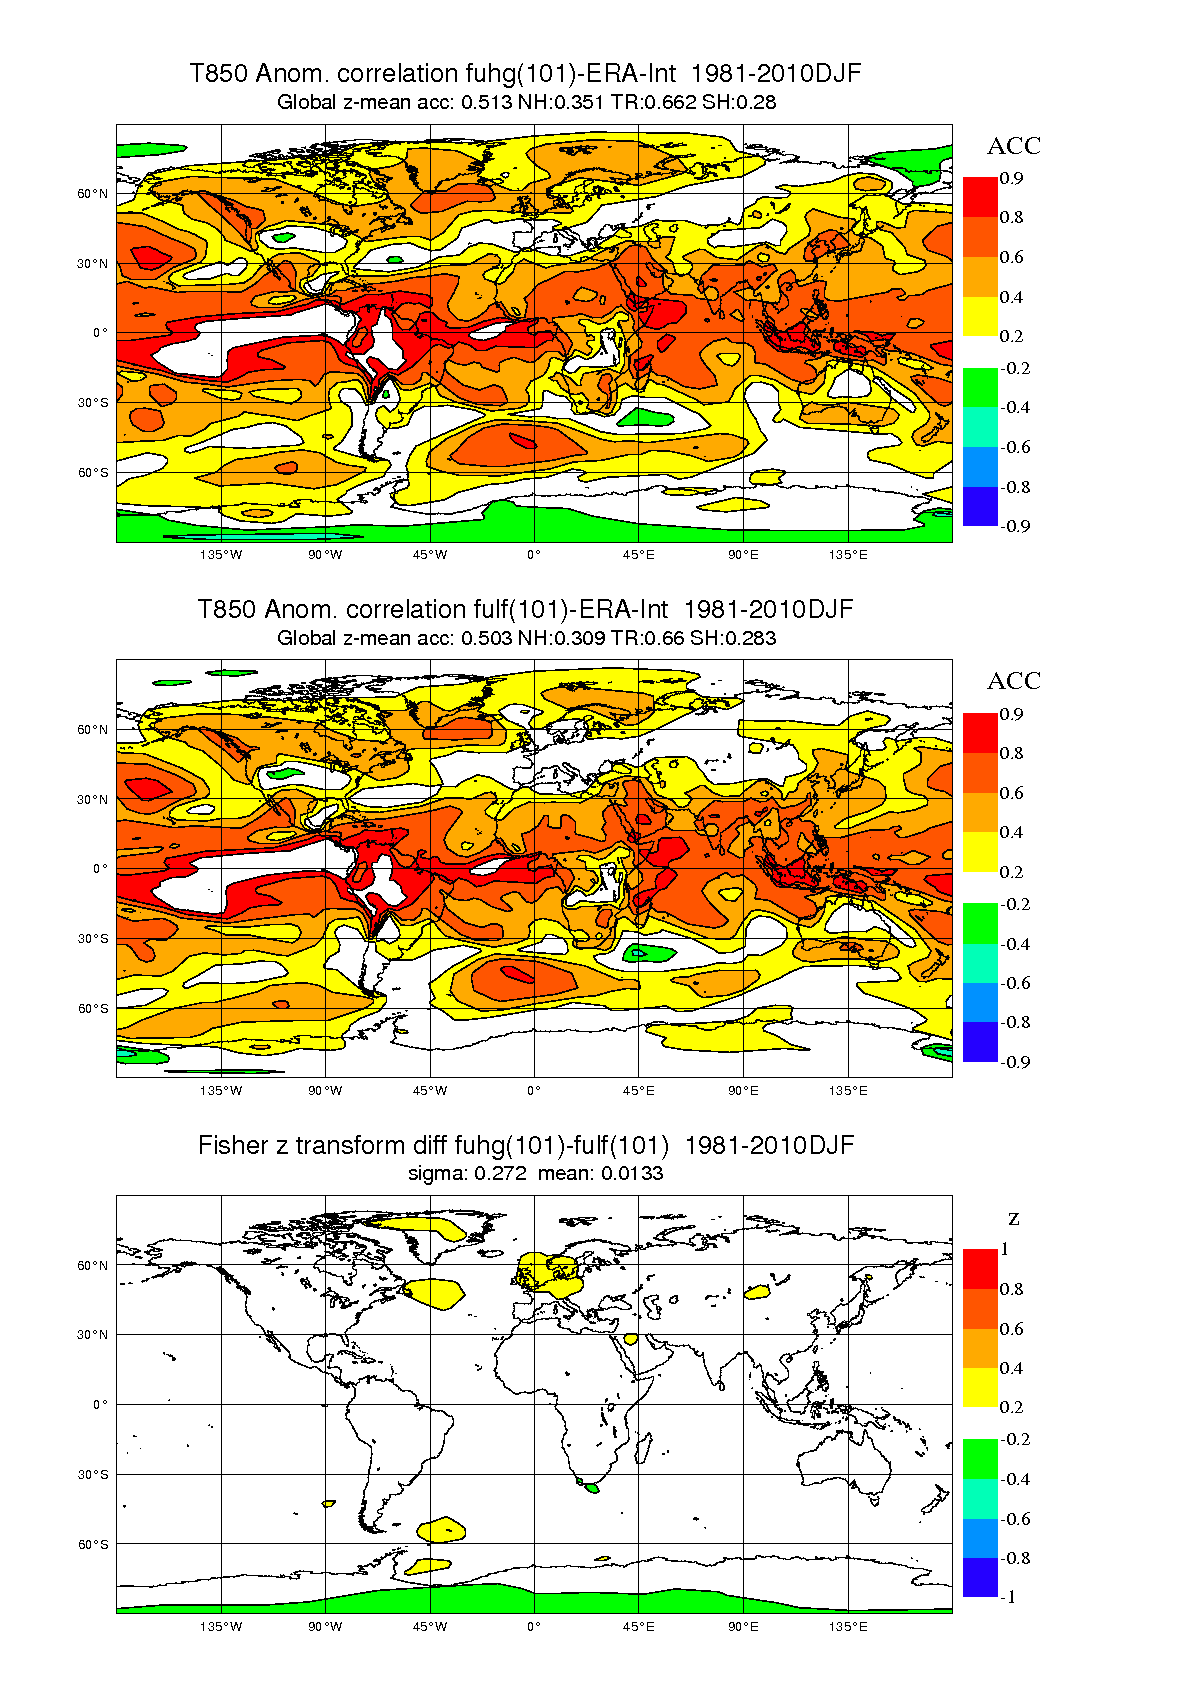 T850 Anom. correlation fuhg(101)-ERA-Int 1981-2010DJF
Global z-mean acc: 0.513 NH:0.351 TR:0.662 SH:0.28
ACC
0.9
0.8
0.6
0.4
0.2
-0.2
-0.4
-0.6
-0.8
-0.9
60°N
30°N
0°
30°S
60°S
135°W 90°W 45°W 0° 45°E 90°E 135°E
T850 Anom. correlation fulf(101)-ERA-Int 1981-2010DJF
Global z-mean acc: 0.503 NH:0.309 TR:0.66 SH:0.283
ACC
0.9
0.8
0.6
0.4
0.2
-0.2
-0.4
-0.6
-0.8
-0.9
60°N
30°N
0°
30°S
60°S
135°W 90°W 45°W 0° 45°E 90°E 135°E
Fisher z transform diff fuhg(101)-fulf(101) 1981-2010DJF
sigma: 0.272 mean: 0.0133
z
1
0.8
0.6
0.4
0.2
-0.2
-0.4
-0.6
-0.8
-1
60°N
30°N
0°
30°S
60°S
135°W 90°W 45°W 0° 45°E 90°E 135°E